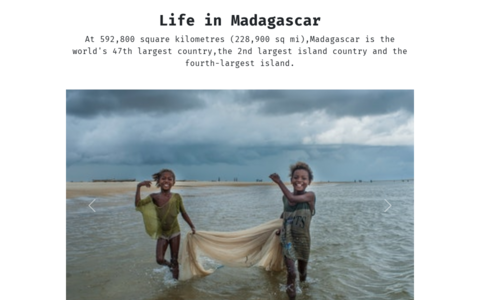 Life in Madagascar
At 592,800 square kilometres (228,900 sq mi),Madagascar is the
world's 47th largest country,the 2nd largest island country and the
fourth-largest island.